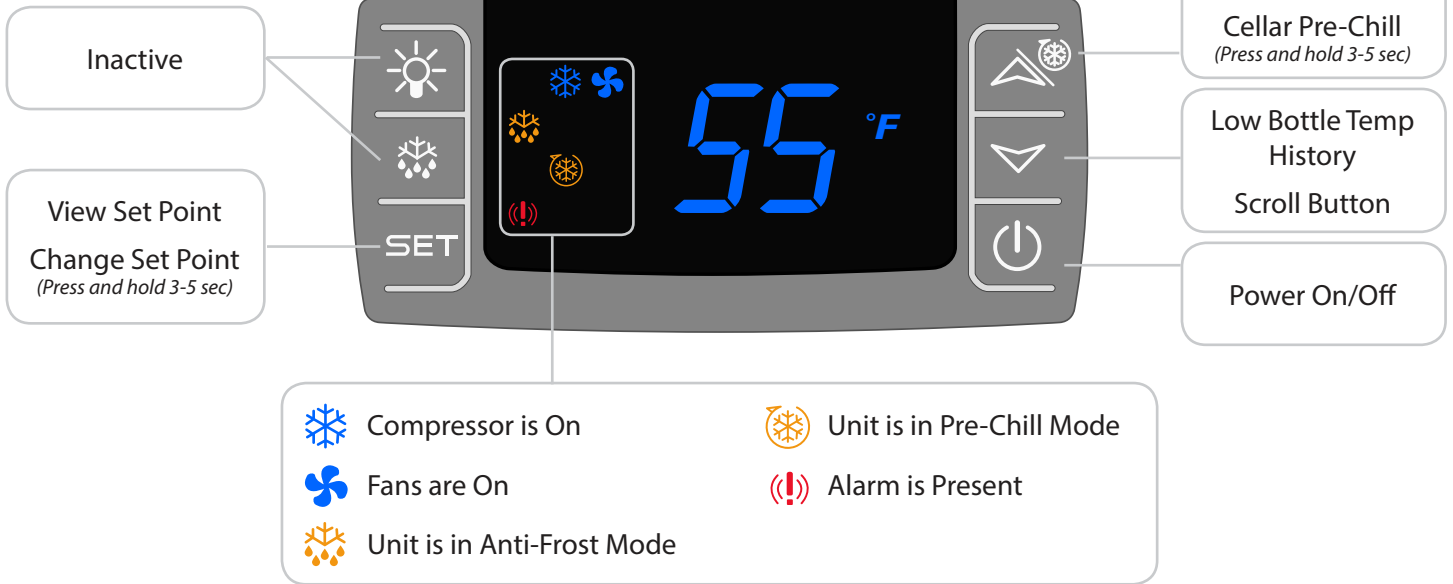 Inactive
View Set Point
Change Set Point
(Press and hold 3-5 sec)
SET
55 °F
Cellar Pre-Chill
(Press and hold 3-5 sec)
Low Bottle Temp
History
Scroll Button
Power On/Off
Compressor is On
Fans are On
Unit is in Anti-Frost Mode
Unit is in Pre-Chill Mode
Alarm is Present